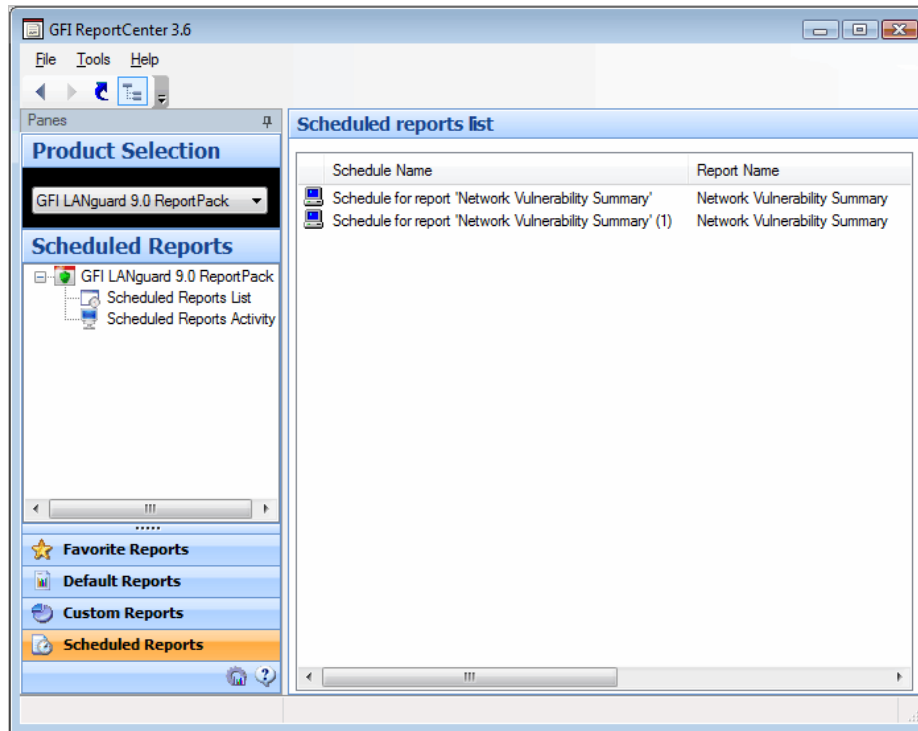 GFI ReportCenter 3.6
File Tools Help
Panes
Product Selection
GFI LANguard 9.0 ReportPack
Scheduled Reports
GFI LANguard 9.0 ReportPack
Scheduled Reports List
Scheduled Reports Activity
Favorite Reports
Default Reports
Custom Reports
Scheduled Reports
Scheduled reports list
Schedule Name Report Name
Schedule for report 'Network Vulnerability Summary' Network Vulnerability Summary
Schedule for report 'Network Vulnerability Summary' (1) Network Vulnerability Summary